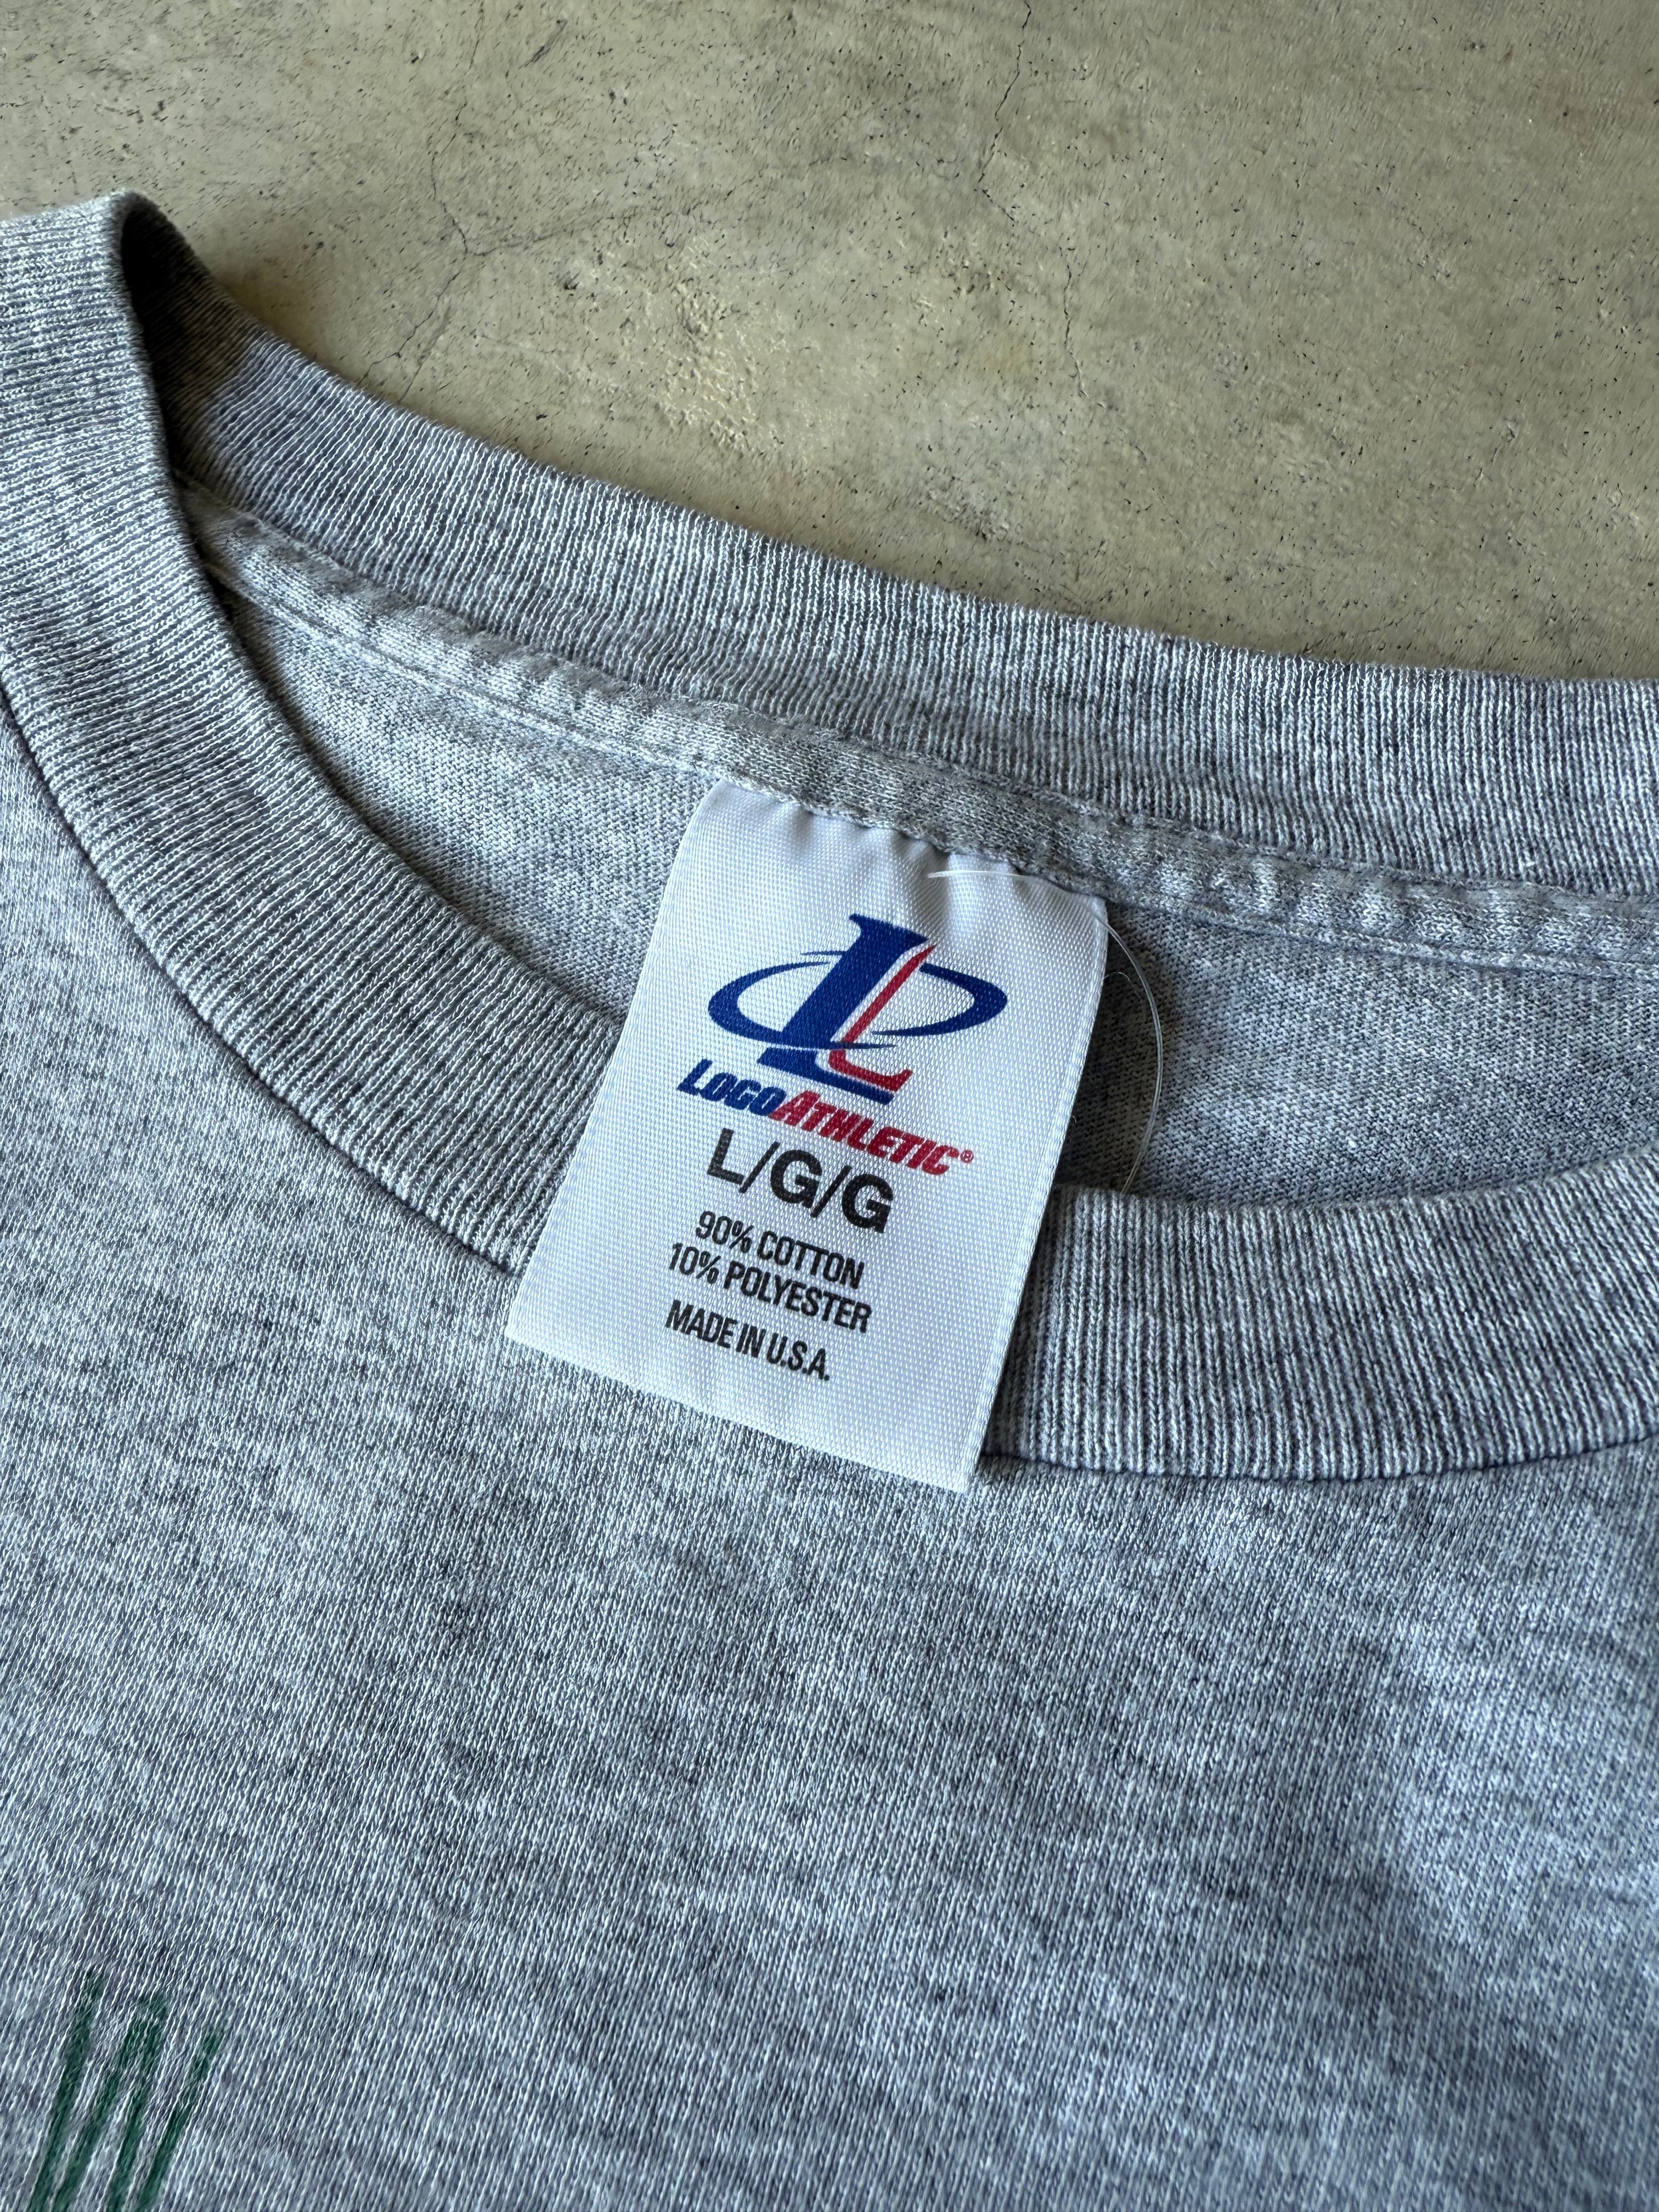 LOGOATHLETIC®
L/G/G
90% COTTON
10% POLYESTER
MADE IN U.S.A.